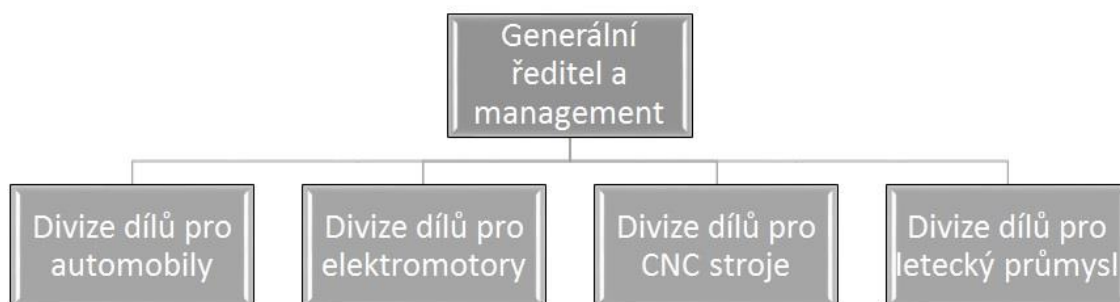 Generální
ředitel a
management
Divize dílů pro
automobily
Divize dílů pro
elektromotory
Divize dílů pro
CNC stroje
Divize dílů pro
letecký průmysl